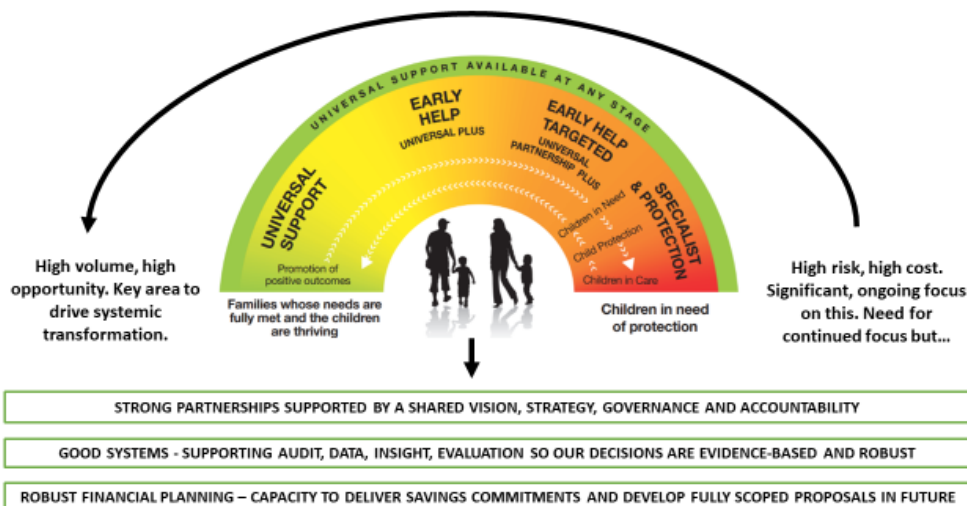 UNIVERSAL SUPPORT AVAILABLE AT ANY STAGE
UNIVERSAL
SUPPORT
Promotion of
positive outcomes
EARLY
HELP
UNIVERSAL PLUS
EARLY HELP
TARGETED
UNIVERSAL
PARTNERSHIP PLUS
SPECIALIST
& PROTECTION
Children in Need
Child Protection
Children in Care
High volume, high
opportunity. Key area to
drive systemic
transformation.
Families whose needs are
fully met and the children
are thriving
Children in need
of protection
High risk, high cost.
Significant, ongoing focus
on this. Need for
continued focus but...
STRONG PARTNERSHIPS SUPPORTED BY A SHARED VISION, STRATEGY, GOVERNANCE AND ACCOUNTABILITY
GOOD SYSTEMS - SUPPORTING AUDIT, DATA, INSIGHT, EVALUATION SO OUR DECISIONS ARE EVIDENCE-BASED AND ROBUST
ROBUST FINANCIAL PLANNING – CAPACITY TO DELIVER SAVINGS COMMITMENTS AND DEVELOP FULLY SCOPED PROPOSALS IN FUTURE